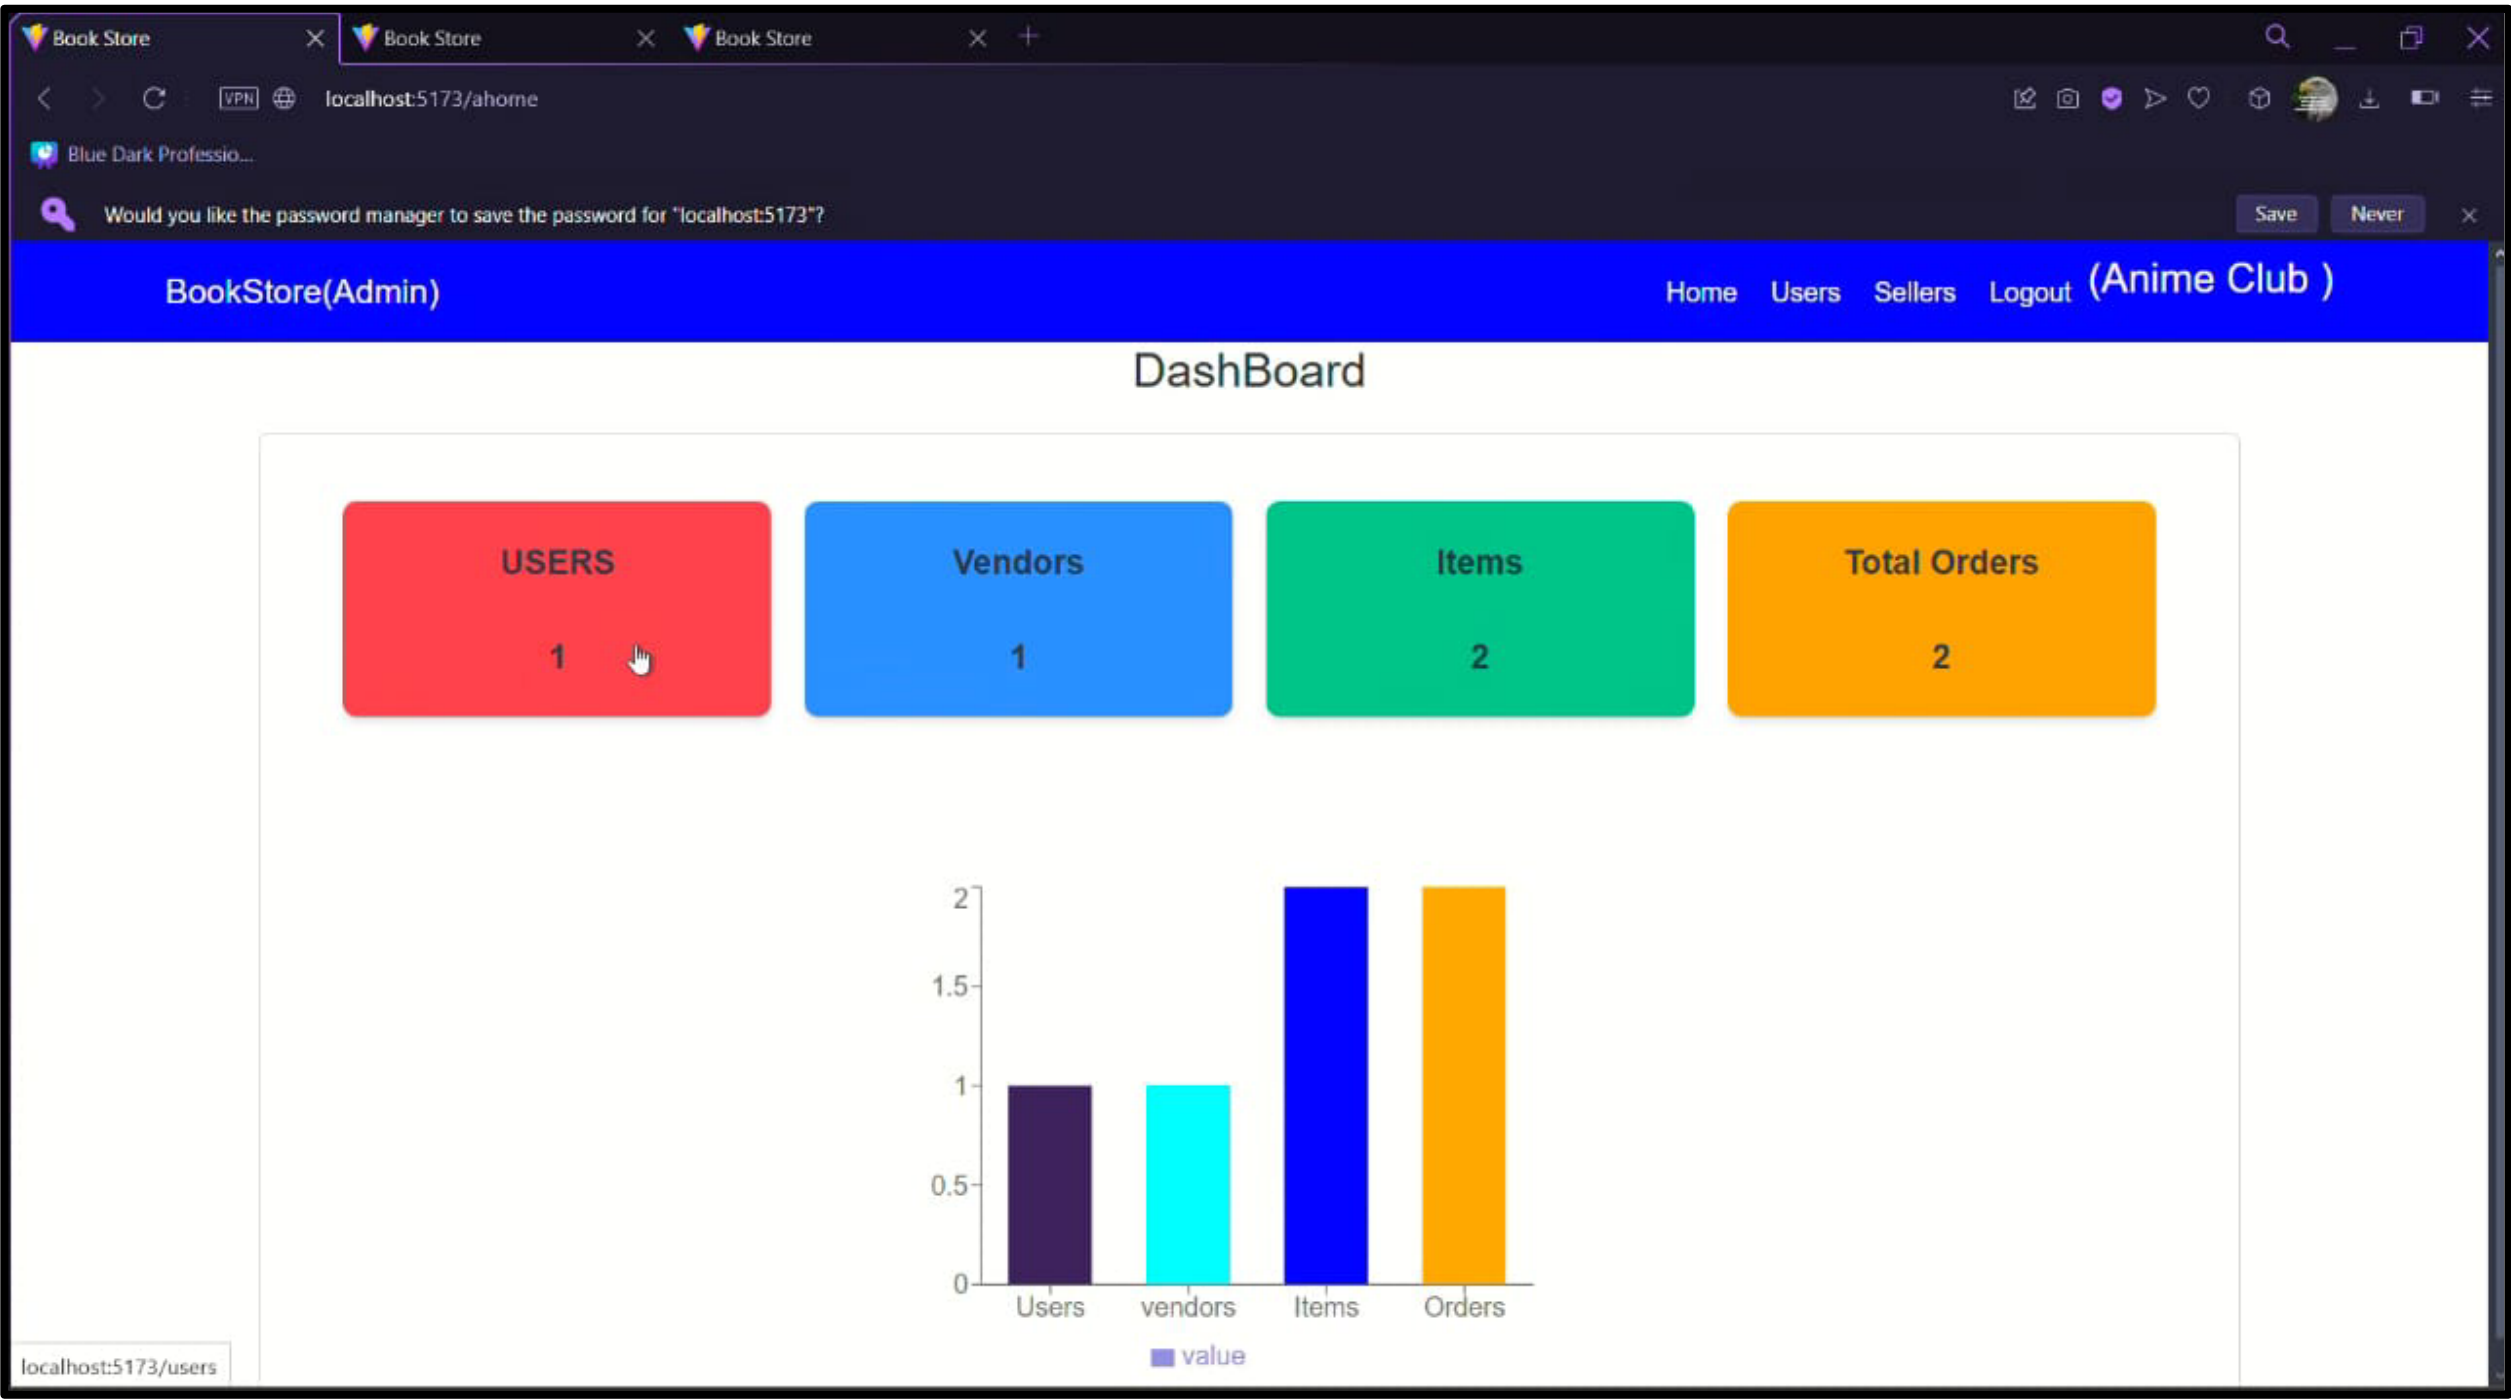 Book Store
Book Store
Book Store
VPN
localhost:5173/ahome
Blue Dark Professio...
Would you like the password manager to save the password for "localhost:5173"?
Save
Never
BookStore(Admin)
Home
Users
Sellers
Logout
(Anime Club )
DashBoard
USERS
1
Vendors
1
Items
2
Total Orders
2
2
1.5
1
0.5
0
Users
vendors
Items
Orders
value
localhost:5173/users